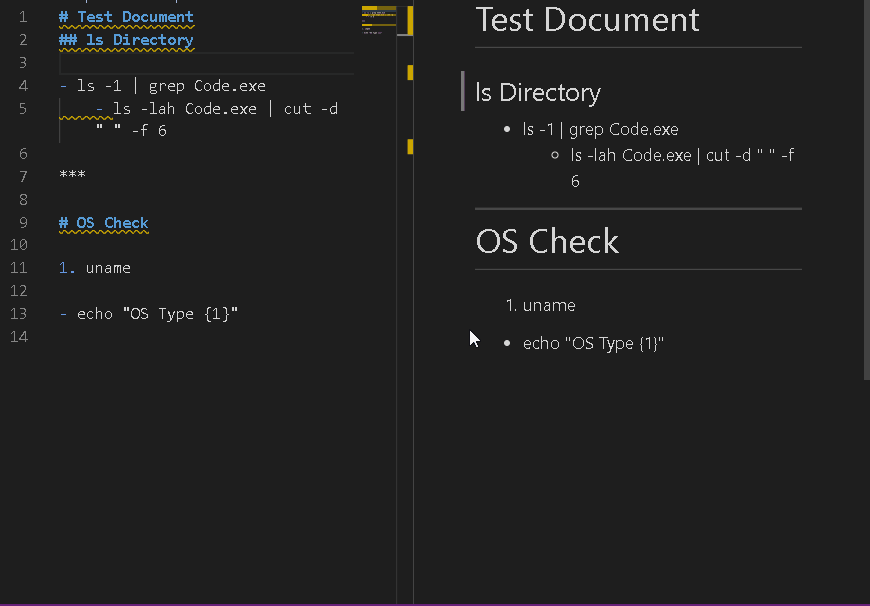 1 # Test Document
2 ## ls Directory
3
4 - ls -1 | grep Code.exe
5 - ls -lah Code.exe | cut -d
" " -f 6
6
7 ***
8
9 # OS Check
10
11 1. uname
12
13 - echo "OS Type {1}"
14
Test Document
ls Directory
• ls -1 | grep Code.exe
○ ls -lah Code.exe | cut -d " " -f
6
OS Check
1. uname
• echo "OS Type {1}"